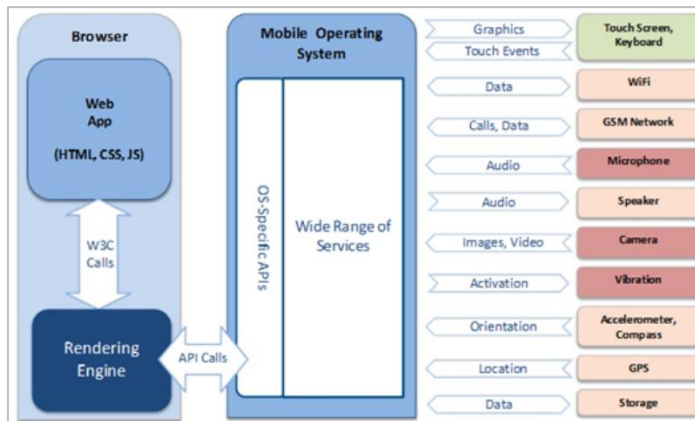 Browser
Web
App
(HTML, CSS, JS)
W3C
Calls
Rendering
Engine
API Calls
Mobile Operating
System
OS-Specific APIs
Wide Range of
Services
Graphics
Touch Events
Touch Screen,
Keyboard
Data
WiFi
Calls, Data
GSM Network
Audio
Microphone
Audio
Speaker
Images, Video
Camera
Activation
Vibration
Orientation
Accelerometer,
Compass
Location
GPS
Data
Storage